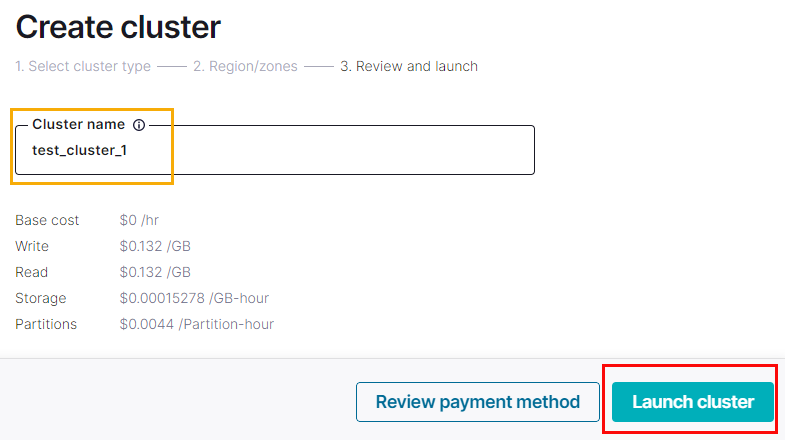 Create cluster
1. Select cluster type 2. Region/zones 3. Review and launch
Cluster name
test_cluster_1
Base cost $0 /hr
Write $0.132 /GB
Read $0.132 /GB
Storage $0.00015278 /GB-hour
Partitions $0.0044 /Partition-hour
Review payment method Launch cluster